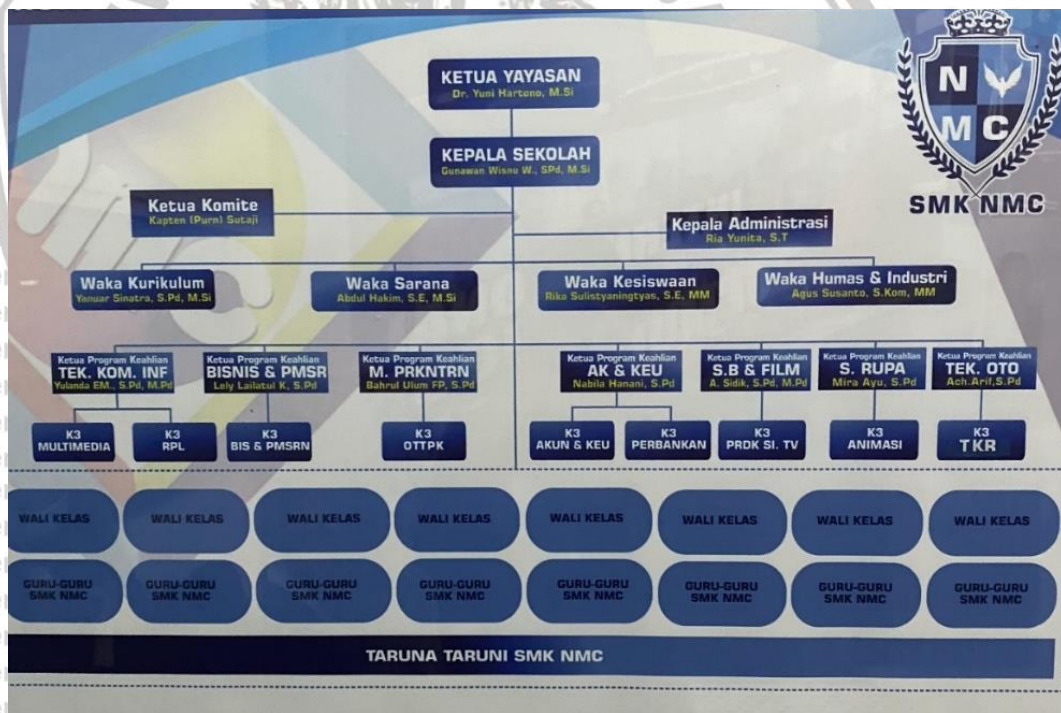 N
M C
SMK NMC
KETUA YAYASAN
Dr. Yuni Hartono, M.Si
KEPALA SEKOLAH
Gunawan Wisnu W., SPd, M.Si
Ketua Komite
Kapten (Purn) Sutaji
Kepala Administrasi
Ria Yunita, S.T
Waka Kurikulum
Yanuar Sinatra, S.Pd, M.Si
Waka Sarana
Abdul Hakim, S.E, M.Si
Waka Kesiswaan
Rika Sulistyaningtyas, S.E, MM
Waka Humas & Industri
Agus Susanto, S.Kom, MM
Ketua Program Keahlian
TEK. KOM. INF
Yulanda EM., S.Pd, M.Pd
Ketua Program Keahlian
BISNIS & PMSR
Lely Lailatul K, S.Pd
Ketua Program Keahlian
M. PRKNTRN
Bahrul Ulum FP, S.Pd
Ketua Program Keahlian
AK & KEU
Nabila Hanani, S.Pd
Ketua Program Keahlian
S.B & FILM
A. Sidik, S.Pd, M.Pd
Ketua Program Keahlian
S. RUPA
Mira Ayu, S.Pd
Ketua Program Keahlian
TEK. OTO
Ach.Arif,S.Pd
K3
MULTIMEDIA
K3
RPL
K3
BIS & PMSRN
K3
OTTPK
K3
AKUN & KEU
K3
PERBANKAN
K3
PRDK SI. TV
K3
ANIMASI
K3
TKR
WALI KELAS
WALI KELAS
WALI KELAS
WALI KELAS
WALI KELAS
WALI KELAS
WALI KELAS
WALI KELAS
GURU-GURU
SMK NMC
GURU-GURU
SMK NMC
GURU-GURU
SMK NMC
GURU-GURU
SMK NMC
GURU-GURU
SMK NMC
GURU-GURU
SMK NMC
GURU-GURU
SMK NMC
GURU-GURU
SMK NMC
TARUNA TARUNI SMK NMC